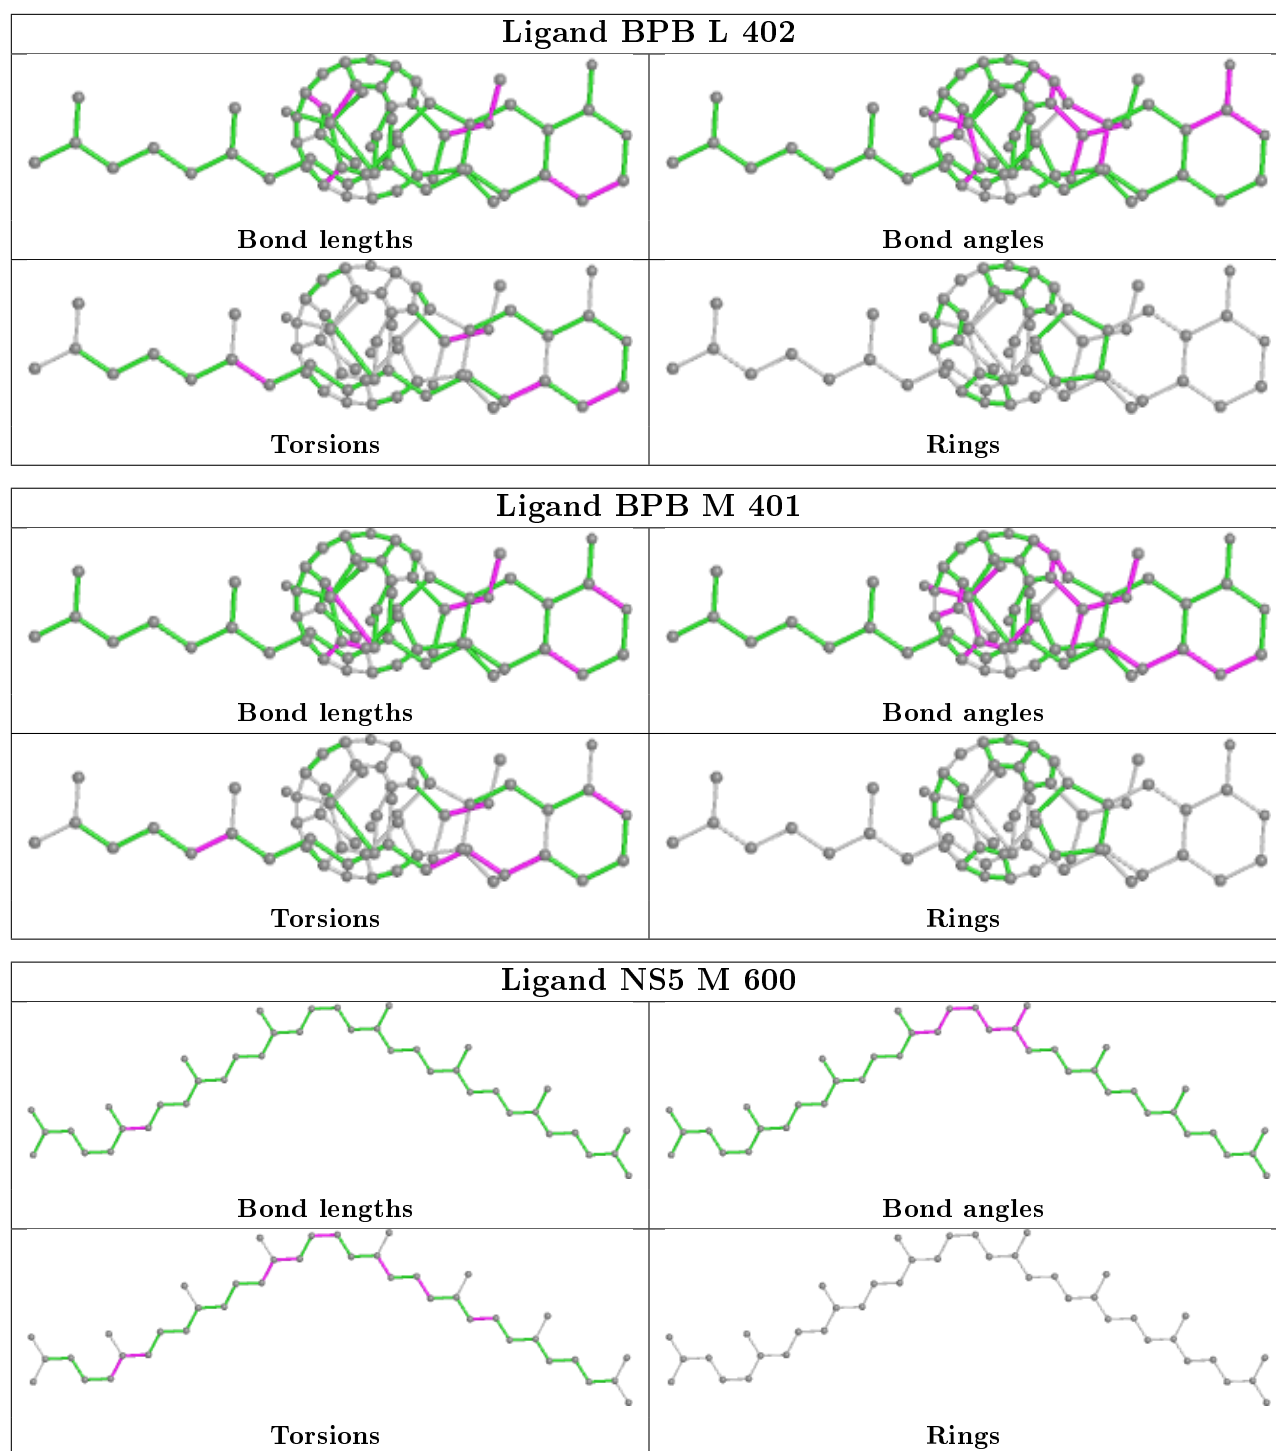 Ligand BPB L 402
Bond lengths
Bond angles
Torsions
Rings
Ligand BPB M 401
Bond lengths
Bond angles
Torsions
Rings
Ligand NS5 M 600
Bond lengths
Bond angles
Torsions
Rings